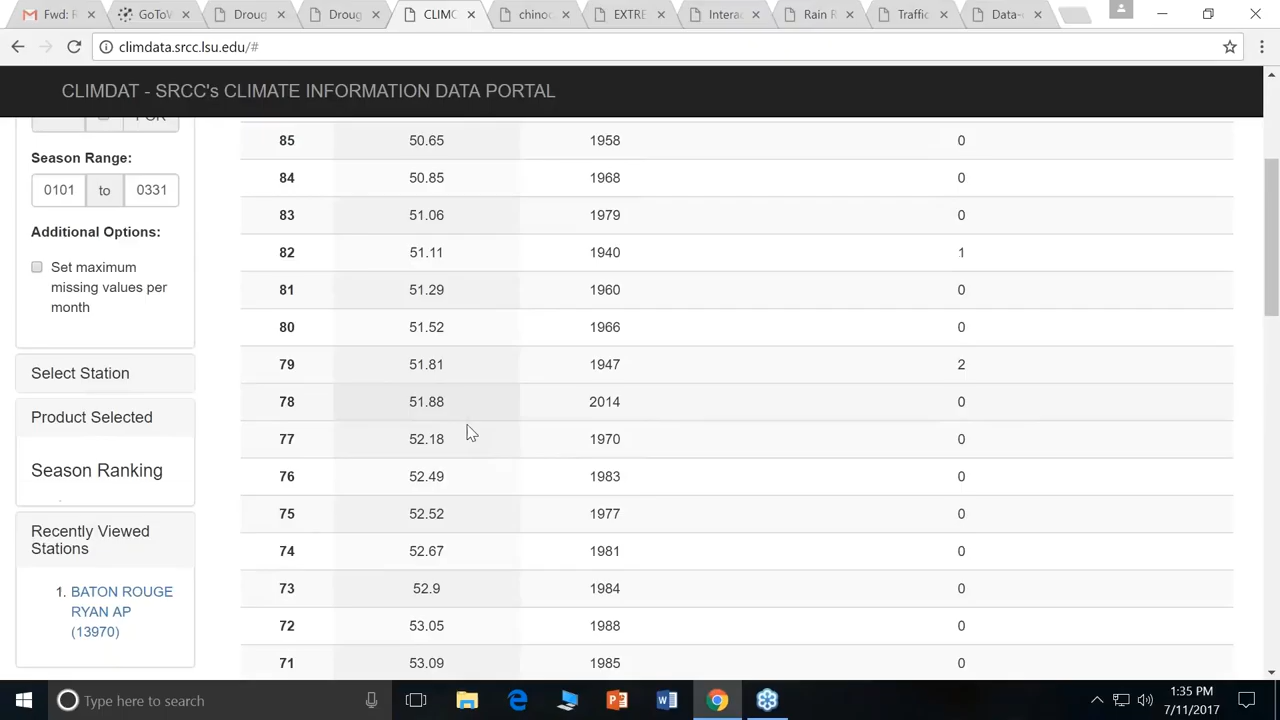 Fwd: R
GoToW
Droug
Droug
CLIMC
chinoc
EXTRE
Intera
Rain R
Traffic
Data-
climdata.srcc.lsu.edu/#
CLIMDAT - SRCC's CLIMATE INFORMATION DATA PORTAL
POR
Season Range:
0101 to 0331
Additional Options:
Set maximum
missing values per
month
Select Station
Product Selected
Season Ranking
Recently Viewed
Stations
1. BATON ROUGE
RYAN AP
(13970)
85 50.65 1958 0
84 50.85 1968 0
83 51.06 1979 0
82 51.11 1940 1
81 51.29 1960 0
80 51.52 1966 0
79 51.81 1947 2
78 51.88 2014 0
77 52.18 1970 0
76 52.49 1983 0
75 52.52 1977 0
74 52.67 1981 0
73 52.9 1984 0
72 53.05 1988 0
71 53.09 1985 0
Type here to search
1:35 PM
7/11/2017